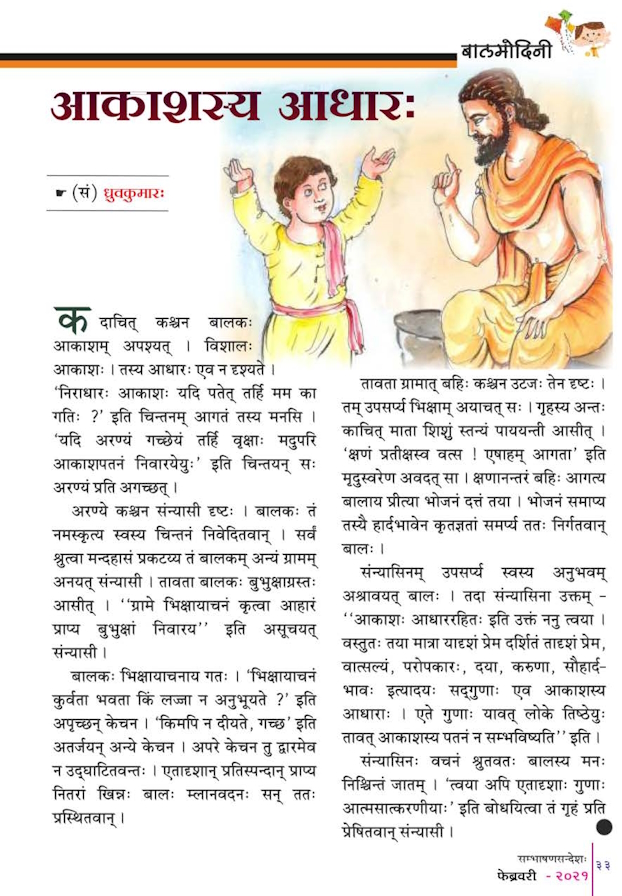 बालमोदिनी
आकाशस्य आधारः
☛ (सं) ध्रुवकुमारः
कदाचित् कश्चन बालकः
आकाशम् अपश्यत् । विशालः
आकाशः । तस्य आधारः एव न दृश्यते ।
‘निराधारः आकाशः यदि पतेत् तर्हि मम का
गतिः ?’ इति चिन्तनम् आगतं तस्य मनसि ।
‘यदि अरण्यं गच्छेयं तर्हि वृक्षाः मदुपरि
आकाशपतनं निवारयेयुः’ इति चिन्तयन् सः
अरण्यं प्रति अगच्छत् ।
अरण्ये कश्चन संन्यासी दृष्टः । बालकः तं
नमस्कृत्य स्वस्य चिन्तनं निवेदितवान् । सर्वं
श्रुत्वा मन्दहासं प्रकटय्य तं बालकम् अन्यं ग्रामम्
अनयत् संन्यासी । तावता बालकः बुभुक्षाग्रस्तः
आसीत् । ‘‘ग्रामे भिक्षायाचनं कृत्वा आहारं
प्राप्य बुभुक्षां निवारय’’ इति असूचयत्
संन्यासी ।
बालकः भिक्षायाचनाय गतः । ‘भिक्षायाचनं
कुर्वता भवता किं लज्जा न अनुभूयते ?’ इति
अपृच्छन् केचन । ‘किमपि न दीयते, गच्छ’ इति
अतर्जयन् अन्ये केचन । अपरे केचन तु द्वारमेव
न उद्घाटितवन्तः । एतादृशान् प्रतिस्पन्दान् प्राप्य
नितरां खिन्नः बालः म्लानवदनः सन् ततः
प्रस्थितवान् ।
तावता ग्रामात् बहिः कश्चन उटजः तेन दृष्टः ।
तम् उपसर्प्य भिक्षाम् अयाचत् सः । गृहस्य अन्तः
काचित् माता शिशुं स्तन्यं पाययन्ती आसीत् ।
‘क्षणं प्रतीक्षस्व वत्स ! एषाहम् आगता’ इति
मृदुस्वरेण अवदत् सा । क्षणानन्तरं बहिः आगत्य
बालाय प्रीत्या भोजनं दत्तं तया । भोजनं समाप्य
तस्यै हार्दभावेन कृतज्ञतां समर्प्य ततः निर्गतवान्
बालः ।
संन्यासिनम् उपसर्प्य स्वस्य अनुभवम्
अश्रावयत् बालः । तदा संन्यासिना उक्तम् –
‘‘आकाशः आधाररहितः इति उक्तं ननु त्वया ।
वस्तुतः तया मात्रा यादृशं प्रेम दर्शितं तादृशं प्रेम,
वात्सल्यं, परोपकारः, दया, करुणा, सौहार्द-
भावः इत्यादयः सद्गुणाः एव आकाशस्य
आधाराः । एते गुणाः यावत् लोके तिष्ठेयुः
तावत् आकाशस्य पतनं न सम्भविष्यति’’ इति ।
संन्यासिनः वचनं श्रुतवतः बालस्य मनः
निश्चिन्तं जातम् । ‘त्वया अपि एतादृशाः गुणाः
आत्मसात्करणीयाः’ इति बोधयित्वा तं गृहं प्रति
प्रेषितवान् संन्यासी ।
सम्भाषणसन्देशः ३३
फेब्रवरी - २०२१